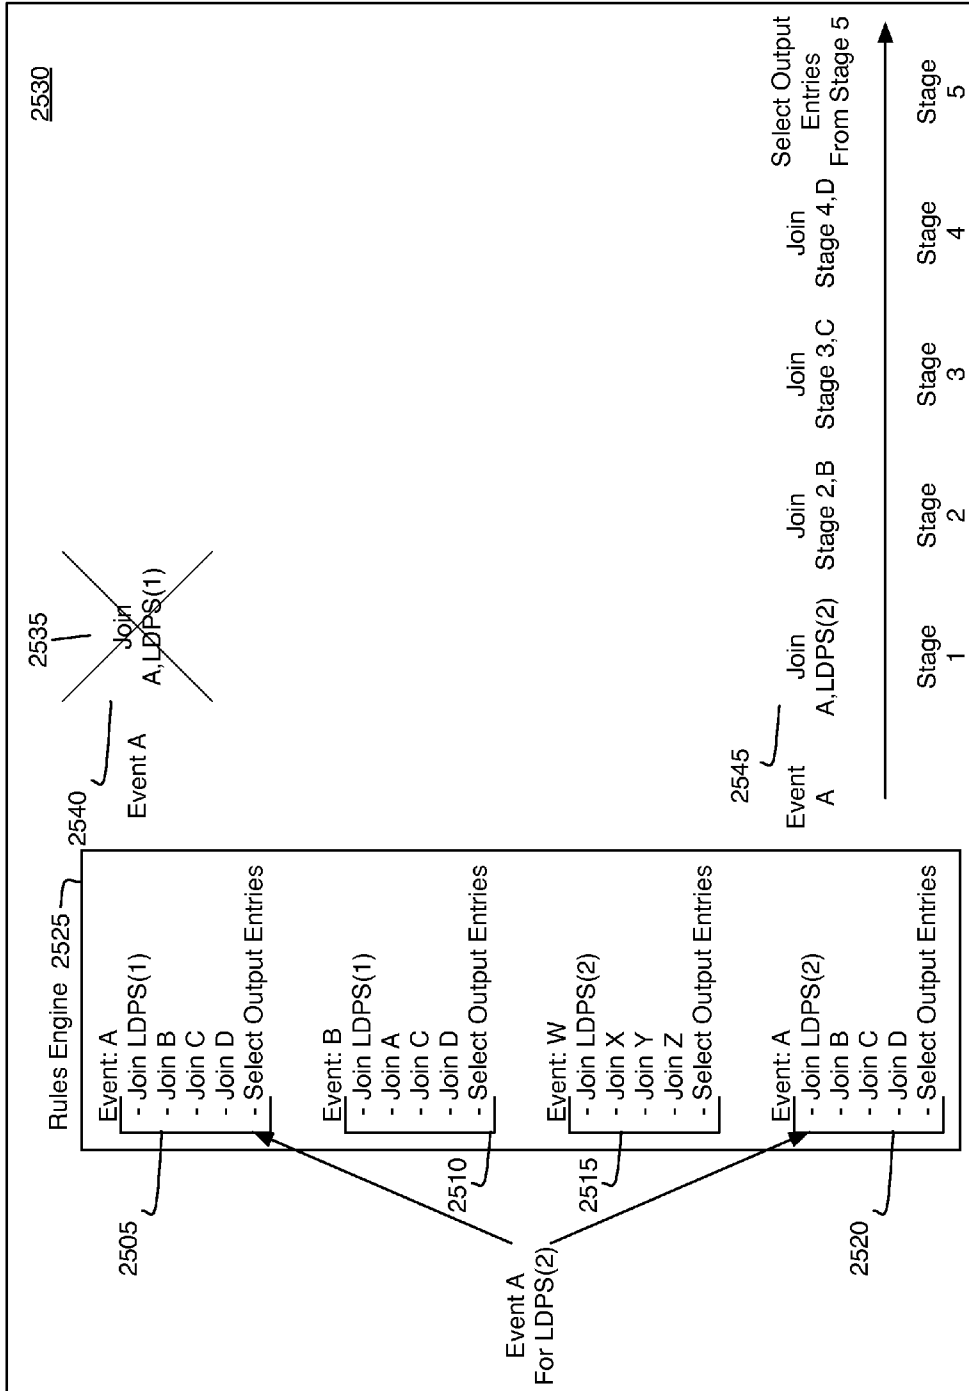 2530
Rules Engine 2525
Event: A
- Join LDPS(1)
- Join B
- Join C
- Join D
- Select Output Entries
Event: B
- Join LDPS(1)
- Join A
- Join C
- Join D
- Select Output Entries
Event: W
- Join LDPS(2)
- Join X
- Join Y
- Join Z
- Select Output Entries
Event: A
- Join LDPS(2)
- Join B
- Join C
- Join D
- Select Output Entries
2505
2510
2515
2520
Event A
For LDPS(2)
2540
2535
Event A
Join
A,LDPS(1)
2545
Event
A
Join
A,LDPS(2)
Join
Stage 2,B
Join
Stage 3,C
Join
Stage 4,D
Select Output
Entries
From Stage 5
Stage
1
Stage
2
Stage
3
Stage
4
Stage
5